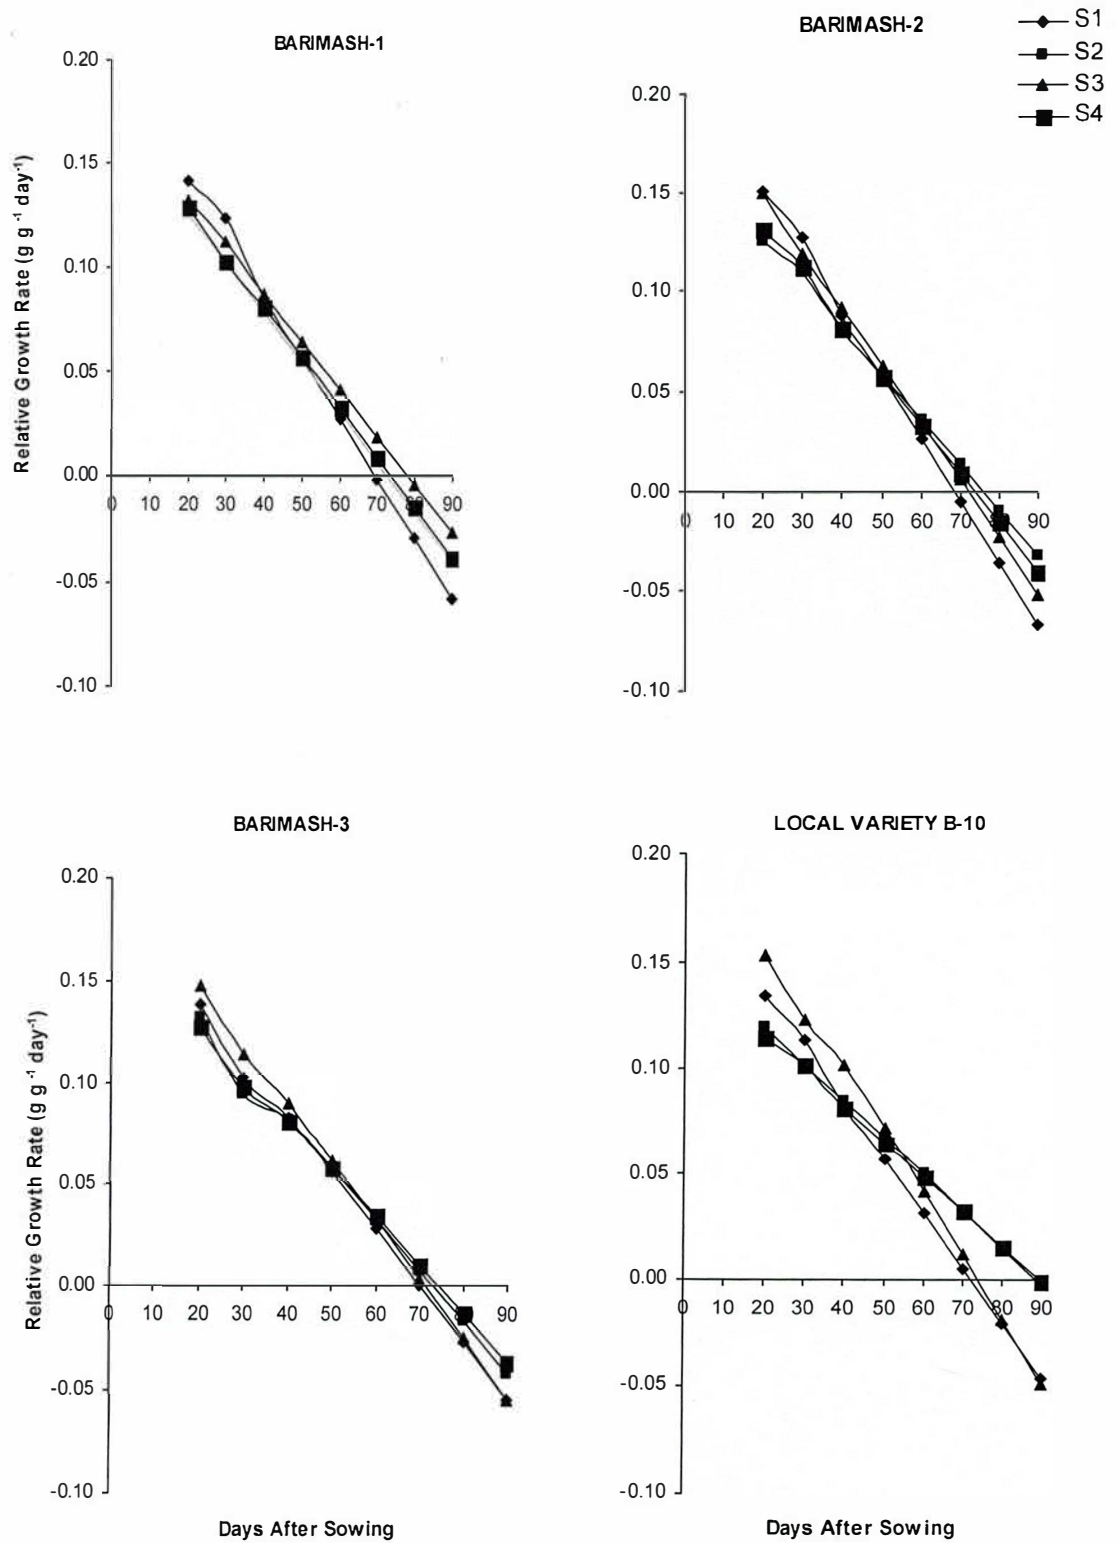 BARIMASH-1
0.20
0.15
0.10
0.05
0.00
-0.05
-0.10
0 10 20 30 40 50 60 70 80 90
Relative Growth Rate (g g -1 day-1)
BARIMASH-2
S1
S2
S3
S4
0.20
0.15
0.10
0.05
0.00
-0.05
-0.10
0 10 20 30 40 50 60 70 80 90
BARIMASH-3
0.20
0.15
0.10
0.05
0.00
-0.05
-0.10
0 10 20 30 40 50 60 70 80 90
Relative Growth Rate (g g -1 day-1)
Days After Sowing
LOCAL VARIETY B-10
0.20
0.15
0.10
0.05
0.00
-0.05
-0.10
0 10 20 30 40 50 60 70 80 90
Days After Sowing